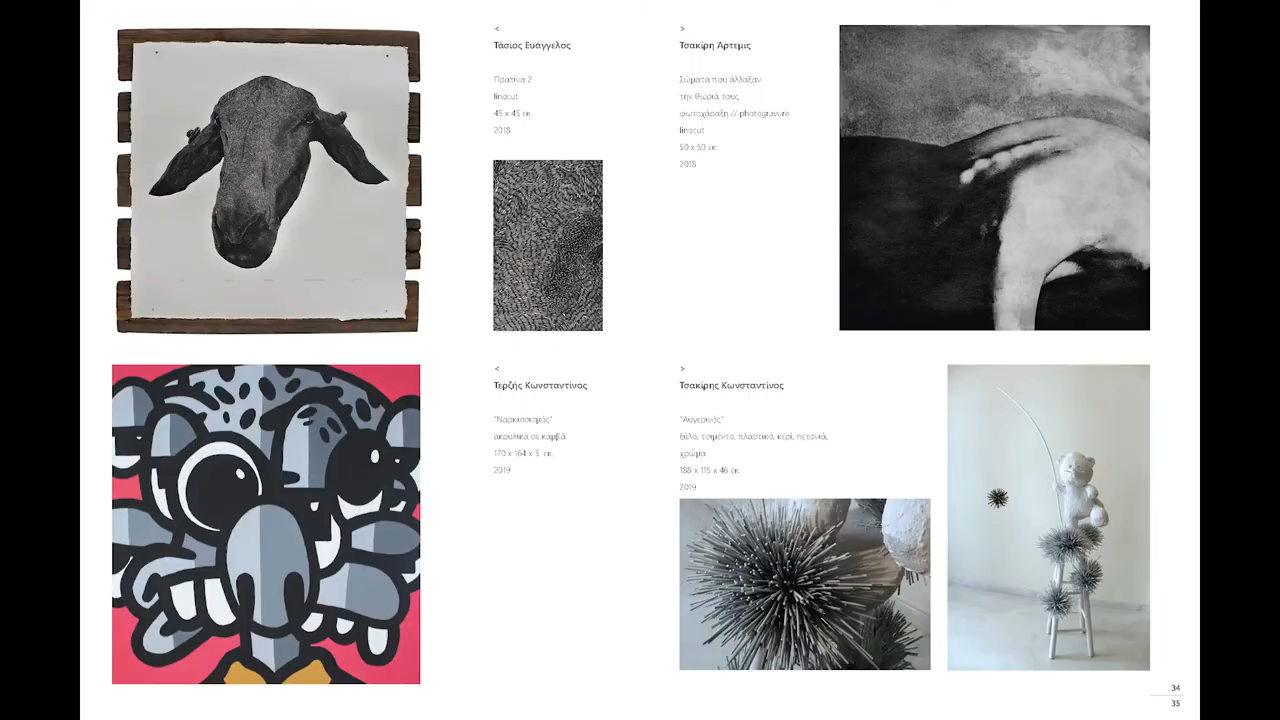 <
Τάσιος Ευάγγελος
Πρατίνα 2
linocut
45 x 45 εκ.
2018
>
Τσακίρη Άρτεμις
Σώματα που άλλαξαν
την θωριά τους
φωτοχάραξη // photogravure
linocut
50 x 50 εκ.
2018
<
Τερζής Κωνσταντίνος
"Ναρκισσισμός"
ακρυλικά σε καμβά
170 x 164 x 3 εκ.
2019
>
Τσακίρης Κωνσταντίνος
"Αυγερινός"
ξύλο, τσιμέντο, πλαστικό, κερί, πετονιά,
χρώμα
188 x 115 x 46 εκ.
2019
34
35